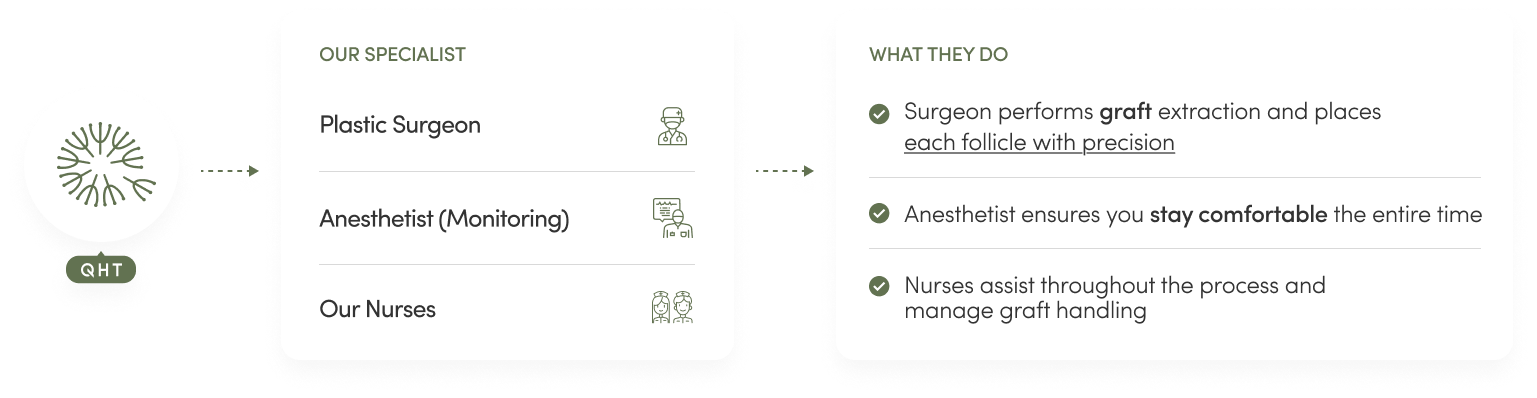 QHT
OUR SPECIALIST
Plastic Surgeon
Anesthetist (Monitoring)
Our Nurses
WHAT THEY DO
Surgeon performs graft extraction and places
each follicle with precision
Anesthetist ensures you stay comfortable the entire time
Nurses assist throughout the process and
manage graft handling